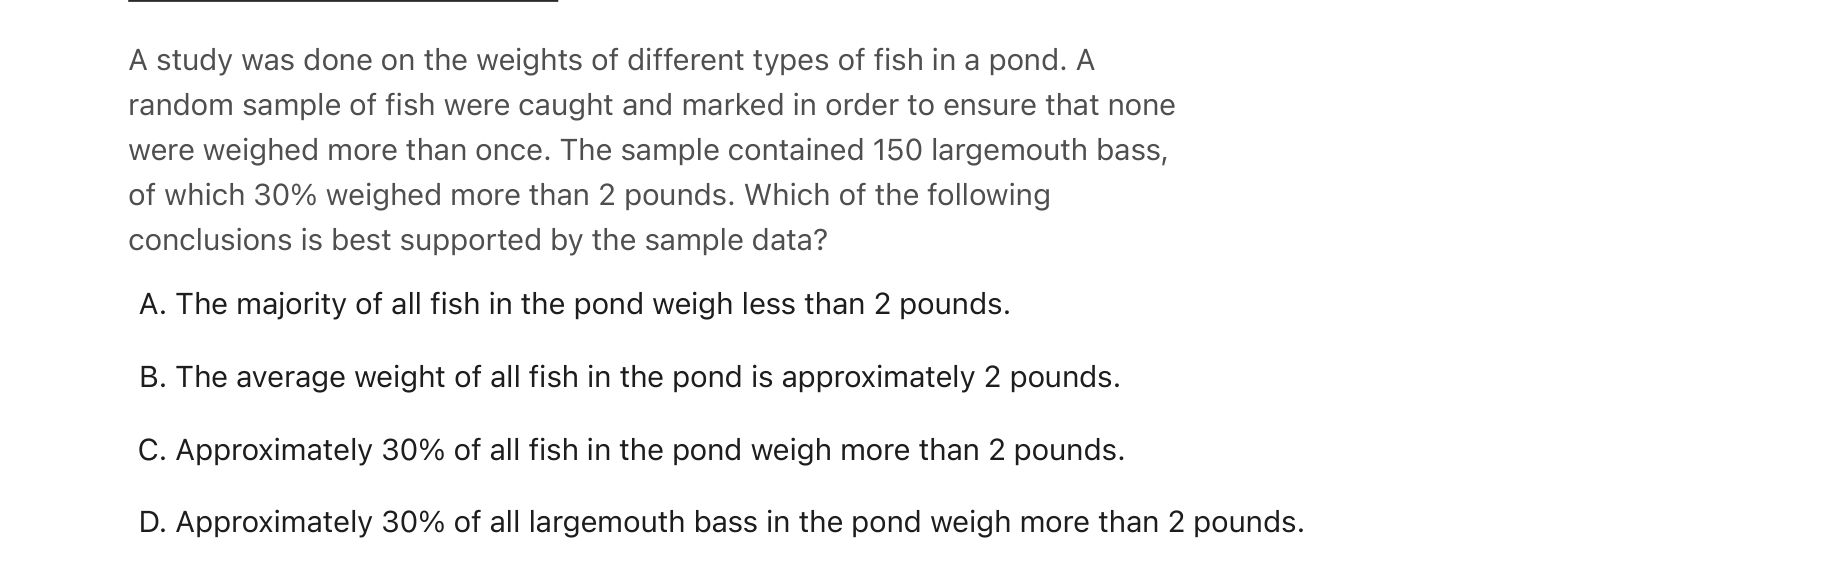 A study was done on the weights of different types of fish in a pond. A
random sample of fish were caught and marked in order to ensure that none
were weighed more than once. The sample contained 150 largemouth bass,
of which 30% weighed more than 2 pounds. Which of the following
conclusions is best supported by the sample data?
A. The majority of all fish in the pond weigh less than 2 pounds.
B. The average weight of all fish in the pond is approximately 2 pounds.
C. Approximately 30% of all fish in the pond weigh more than 2 pounds.
D. Approximately 30% of all largemouth bass in the pond weigh more than 2 pounds.